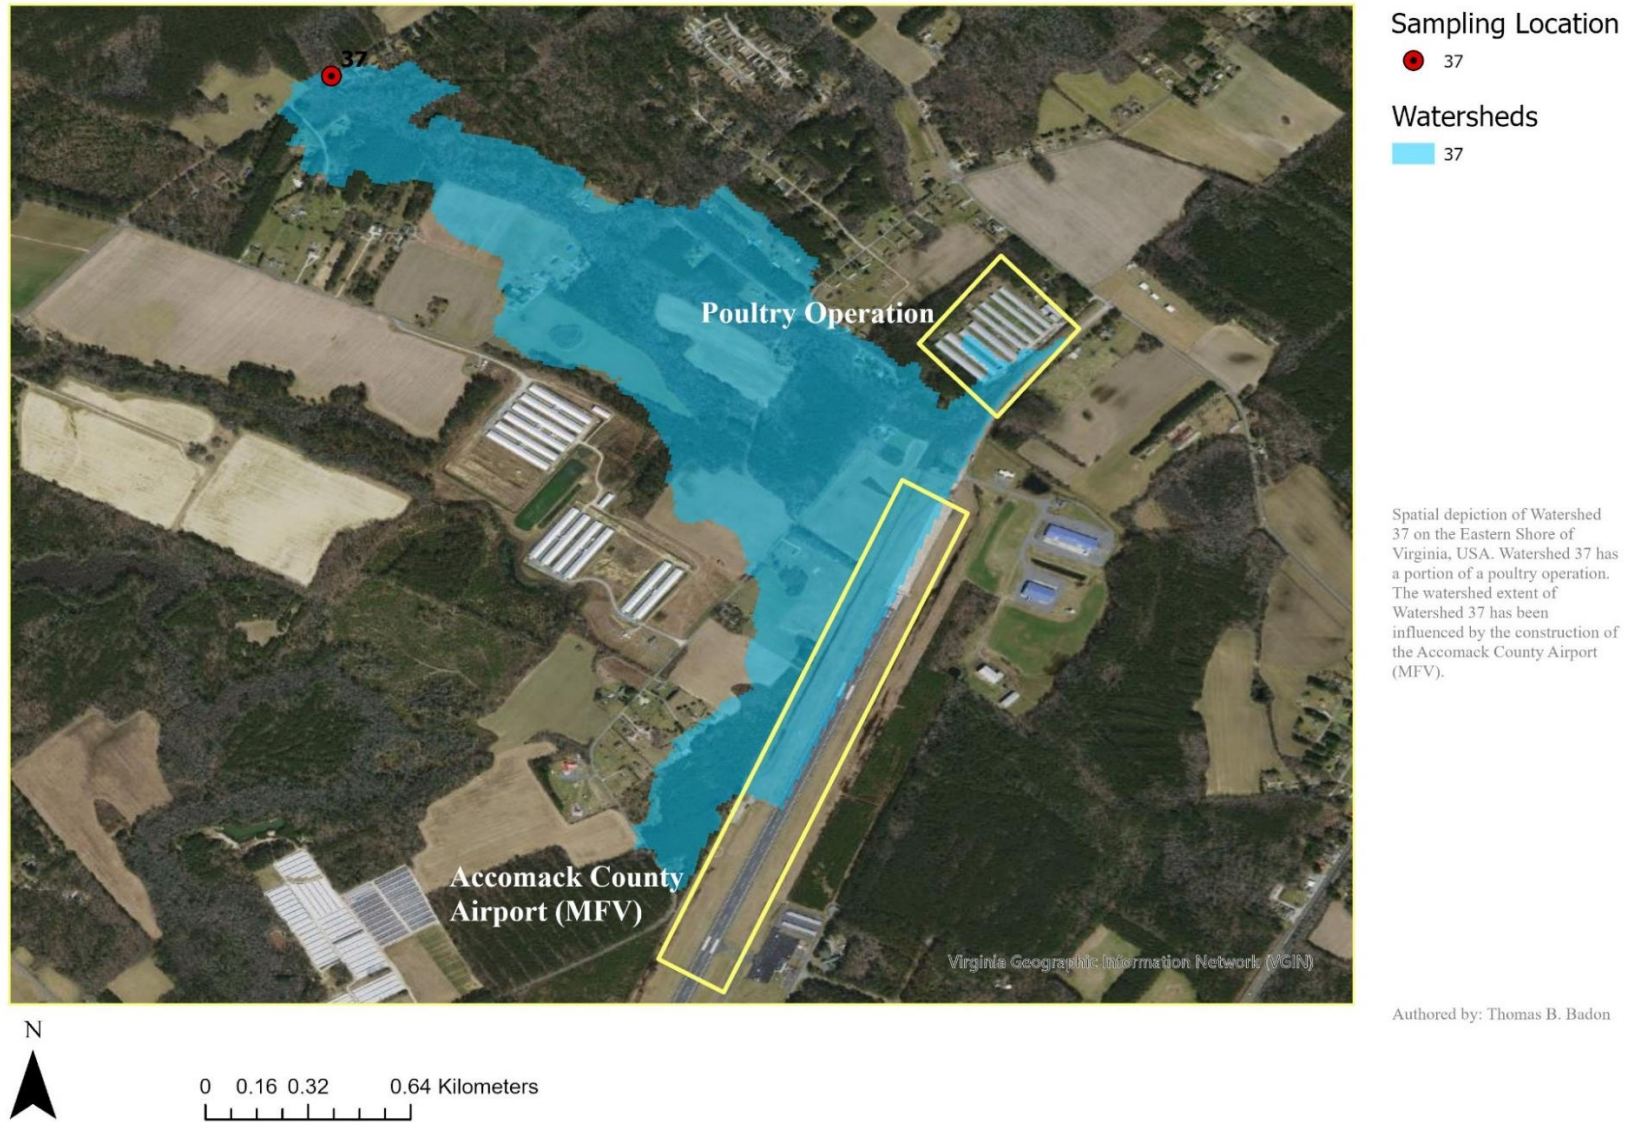 37
Poultry Operation
Accomack County
Airport (MFV)
Virginia Geographic Information Network (VGIN)
Sampling Location
37
Watersheds
37
Spatial depiction of Watershed
37 on the Eastern Shore of
Virginia, USA. Watershed 37 has
a portion of a poultry operation.
The watershed extent of
Watershed 37 has been
influenced by the construction of
the Accomack County Airport
(MFV).
Authored by: Thomas B. Badon
N
0 0.16 0.32 0.64 Kilometers